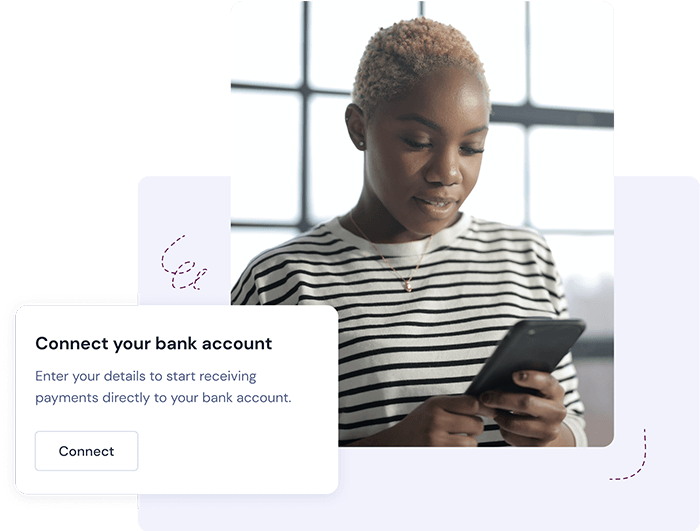 Connect your bank account
Enter your details to start receiving
payments directly to your bank account.
Connect